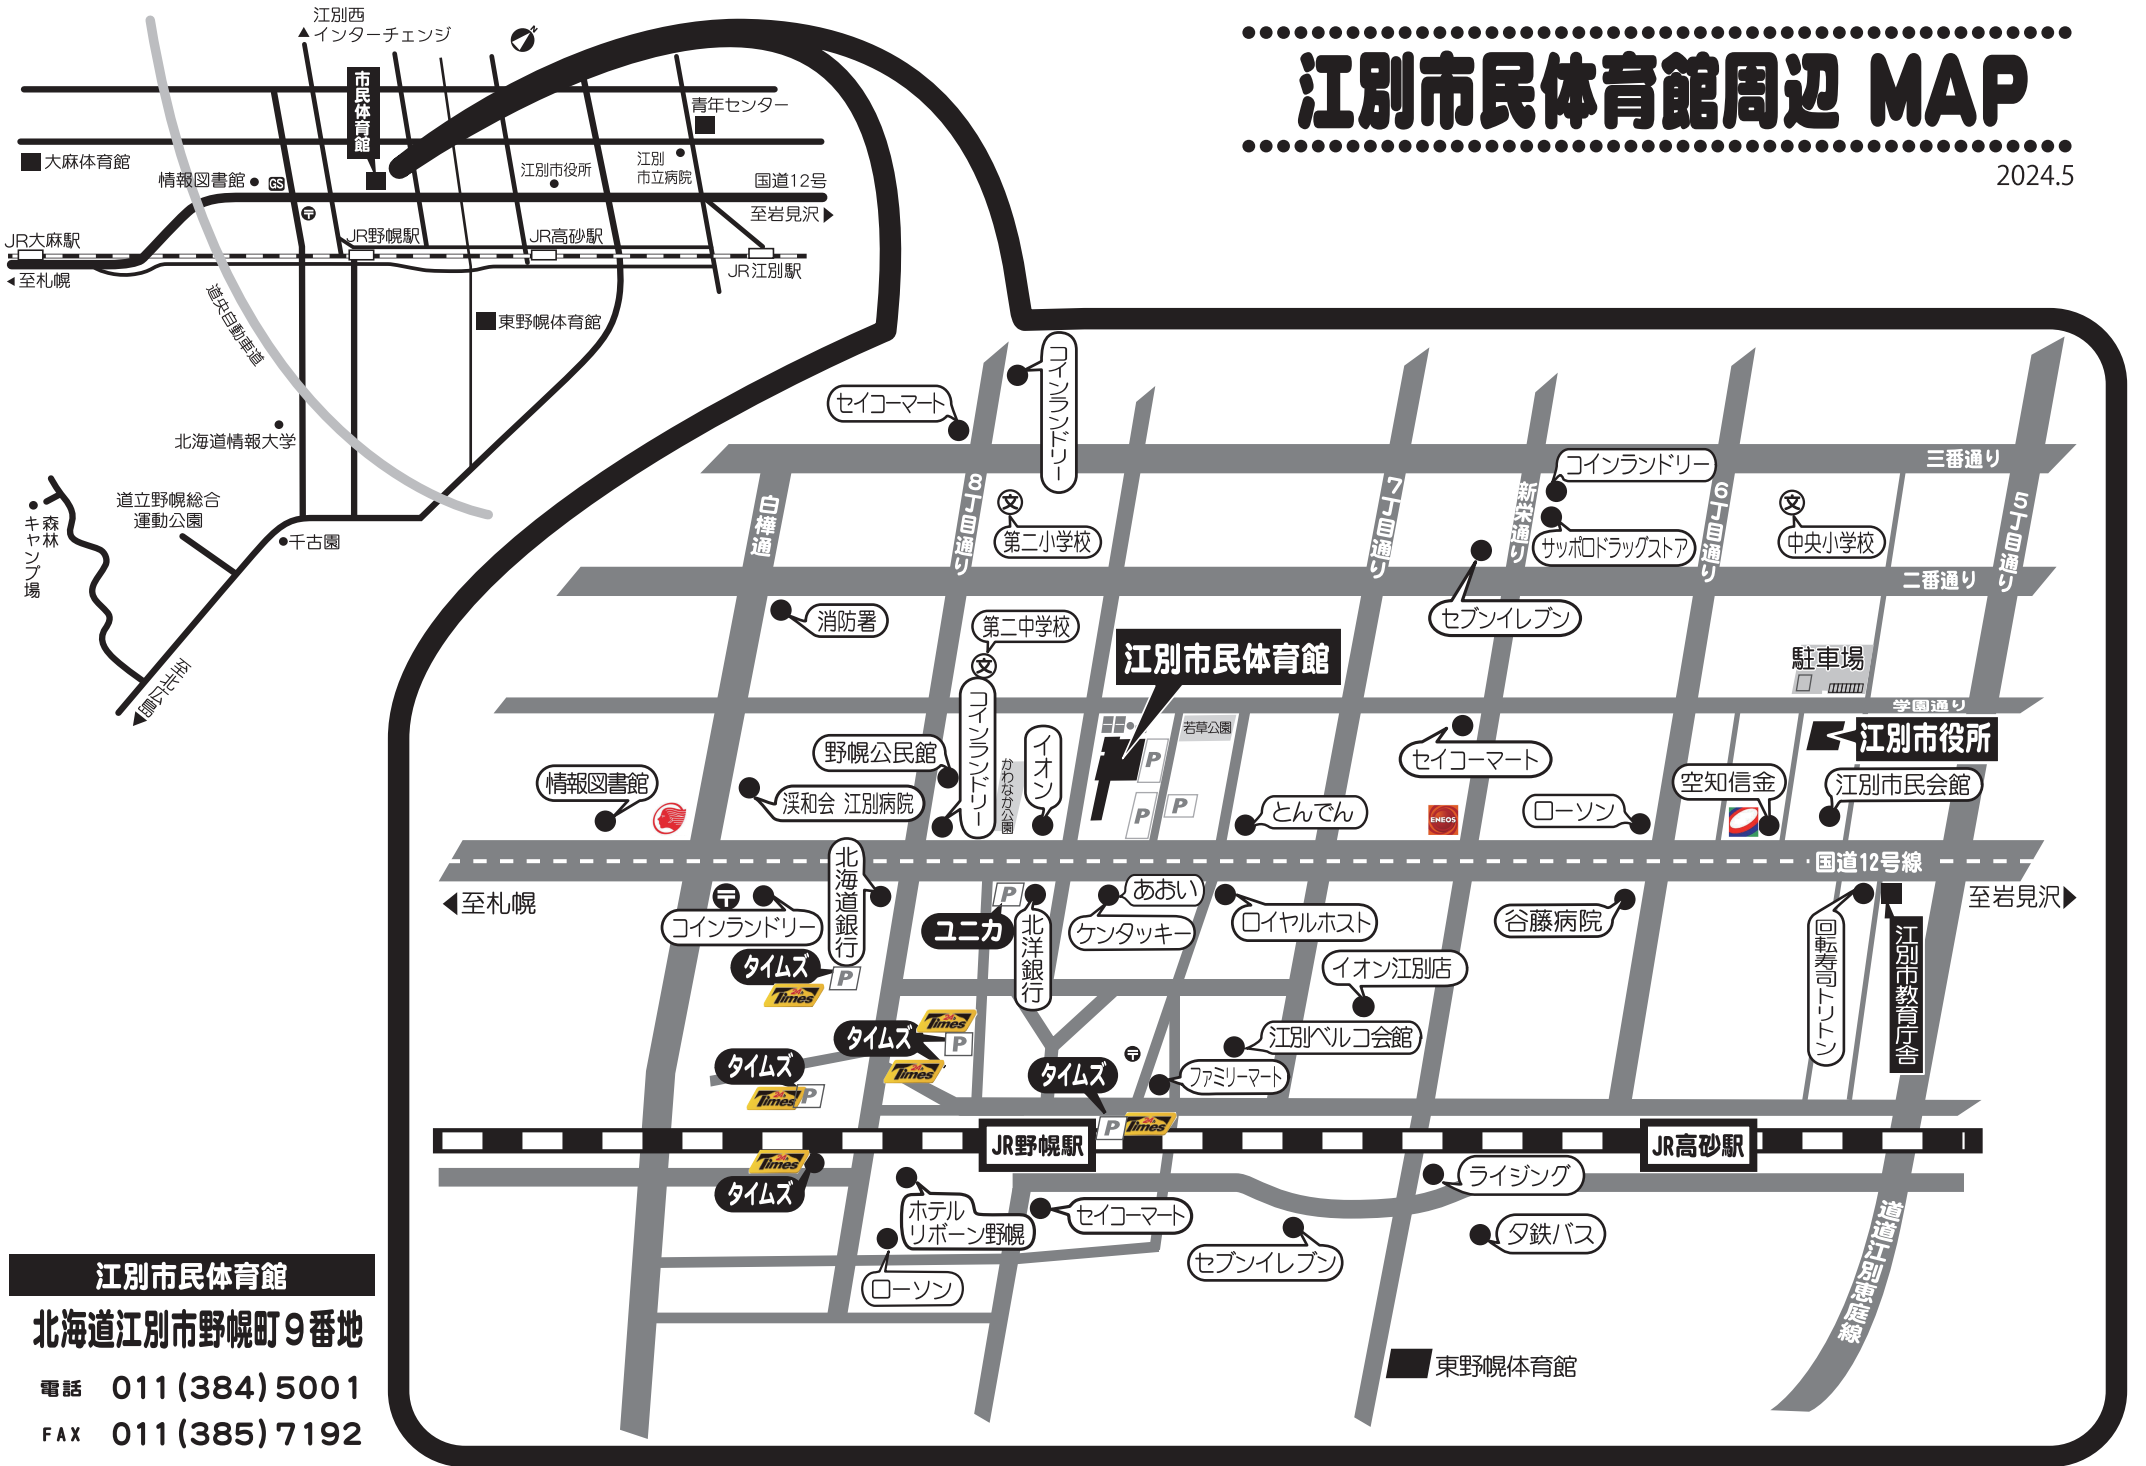 江別市民体育館周辺 MAP
2024.5
江別西
インターチェンジ
市民体育館
青年センター
大麻体育館
情報図書館
GS
江別市役所
江別
市立病院
国道12号
至岩見沢
〒
JR大麻駅
JR野幌駅
JR高砂駅
JR江別駅
至札幌
道央自動車道
東野幌体育館
北海道情報大学
道立野幌総合
運動公園
森林
キャンプ場
千古園
至北広島
セイコーマート
コインランドリー
三番通り
白樺通
8丁目通り
文
第二小学校
7丁目通り
新栄通り
コインランドリー
サッポロドラッグストア
6丁目通り
文
中央小学校
5丁目通り
二番通り
消防署
第二中学校
文
セブンイレブン
江別市民体育館
駐車場
学園通り
江別市役所
野幌公民館
コインランドリー
イオン
かわなか公園
若草公園
P
P
P
セイコーマート
空知信金
江別市民会館
情報図書館
渓和会 江別病院
とんでん
ENEOS
ローソン
国道12号線
至札幌
至岩見沢
〒
コインランドリー
北海道銀行
P
ユニカ
北洋銀行
あおい
ケンタッキー
ロイヤルホスト
谷藤病院
回転寿司トリトン
江別市教育庁舎
タイムズ
P
Times
イオン江別店
タイムズ
Times
P
Times
江別ベルコ会館
〒
ファミリーマート
タイムズ
Times
P
タイムズ
P
Times
JR野幌駅
JR高砂駅
Times
タイムズ
ホテル
リボーン野幌
セイコーマート
ライジング
夕鉄バス
セブンイレブン
ローソン
道道江別恵庭線
東野幌体育館
江別市民体育館
北海道江別市野幌町9番地
電話 011(384)5001
FAX 011(385)7192